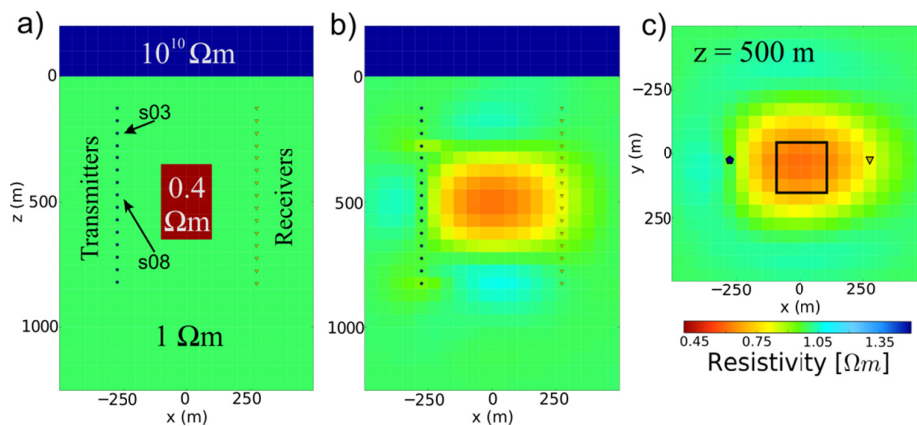 a)
10¹⁰ Ωm
0
s03
Transmitters
0.4
Ωm
Receivers
z (m)
500
s08
1 Ωm
1000
−250
0
250
x (m)
b)
0
500
1000
−250
0
250
x (m)
c)
z = 500 m
−250
0
250
y (m)
−250
0
250
x (m)
0.45
0.75
1.05
1.35
Resistivity [Ωm]